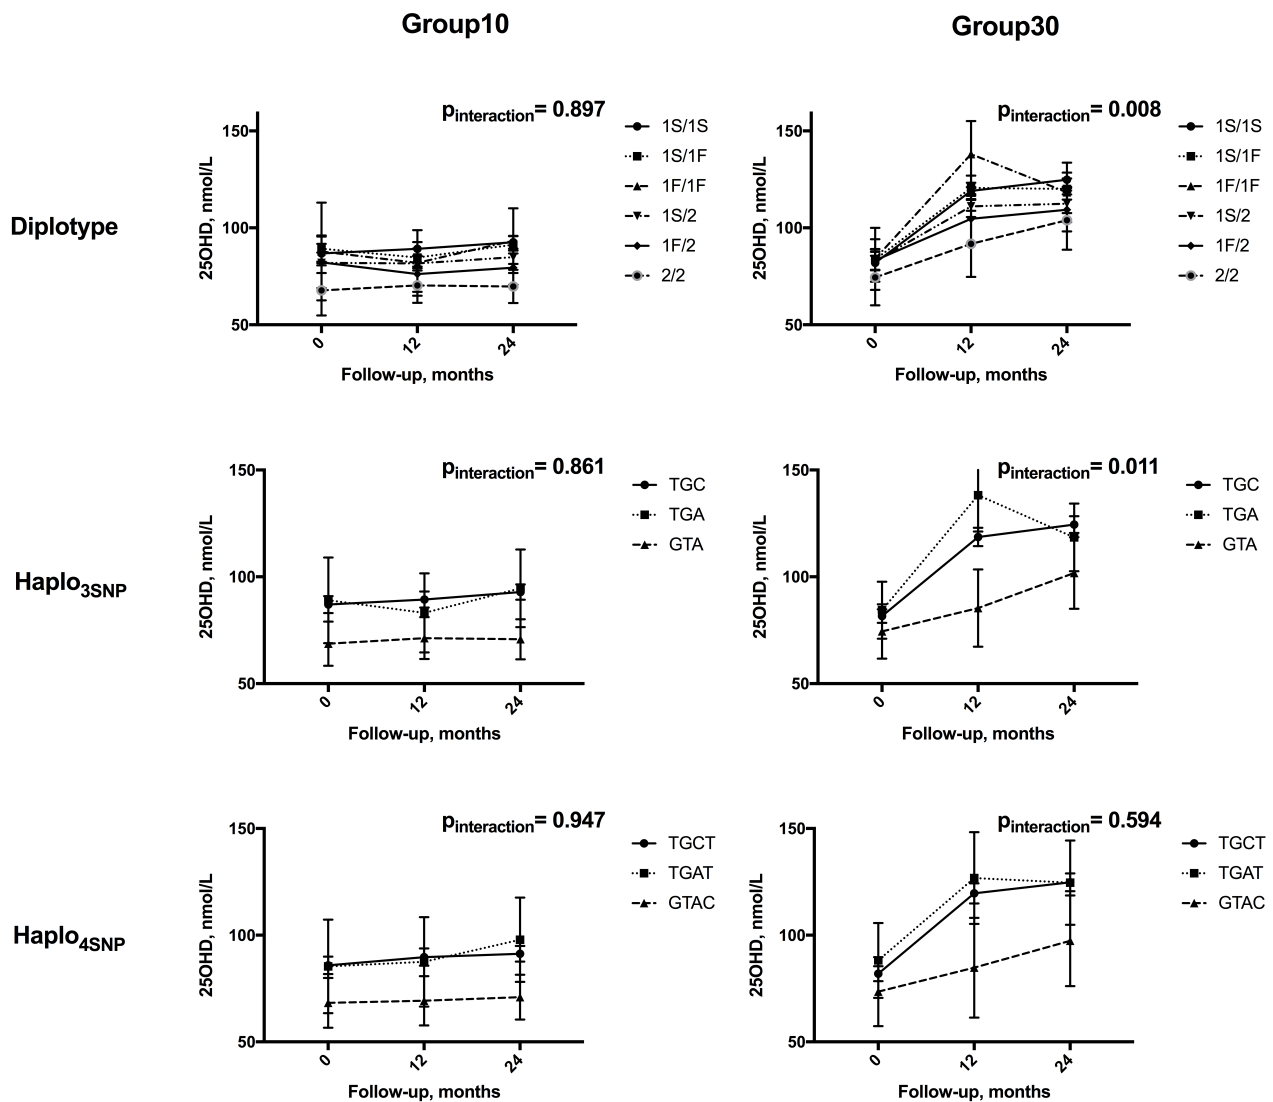 Group10
Group30
Diplotype
pinteraction= 0.897
150
100
50
25OHD, nmol/L
0
12
24
Follow-up, months
1S/1S
1S/1F
1F/1F
1S/2
1F/2
2/2
pinteraction= 0.008
150
100
50
25OHD, nmol/L
0
12
24
Follow-up, months
1S/1S
1S/1F
1F/1F
1S/2
1F/2
2/2
Haplo3SNP
pinteraction= 0.861
150
100
50
25OHD, nmol/L
0
12
24
Follow-up, months
TGC
TGA
GTA
pinteraction= 0.011
150
100
50
25OHD, nmol/L
0
12
24
Follow-up, months
TGC
TGA
GTA
Haplo4SNP
pinteraction= 0.947
150
100
50
25OHD, nmol/L
0
12
24
Follow-up, months
TGCT
TGAT
GTAC
pinteraction= 0.594
150
100
50
25OHD, nmol/L
0
12
24
Follow-up, months
TGCT
TGAT
GTAC